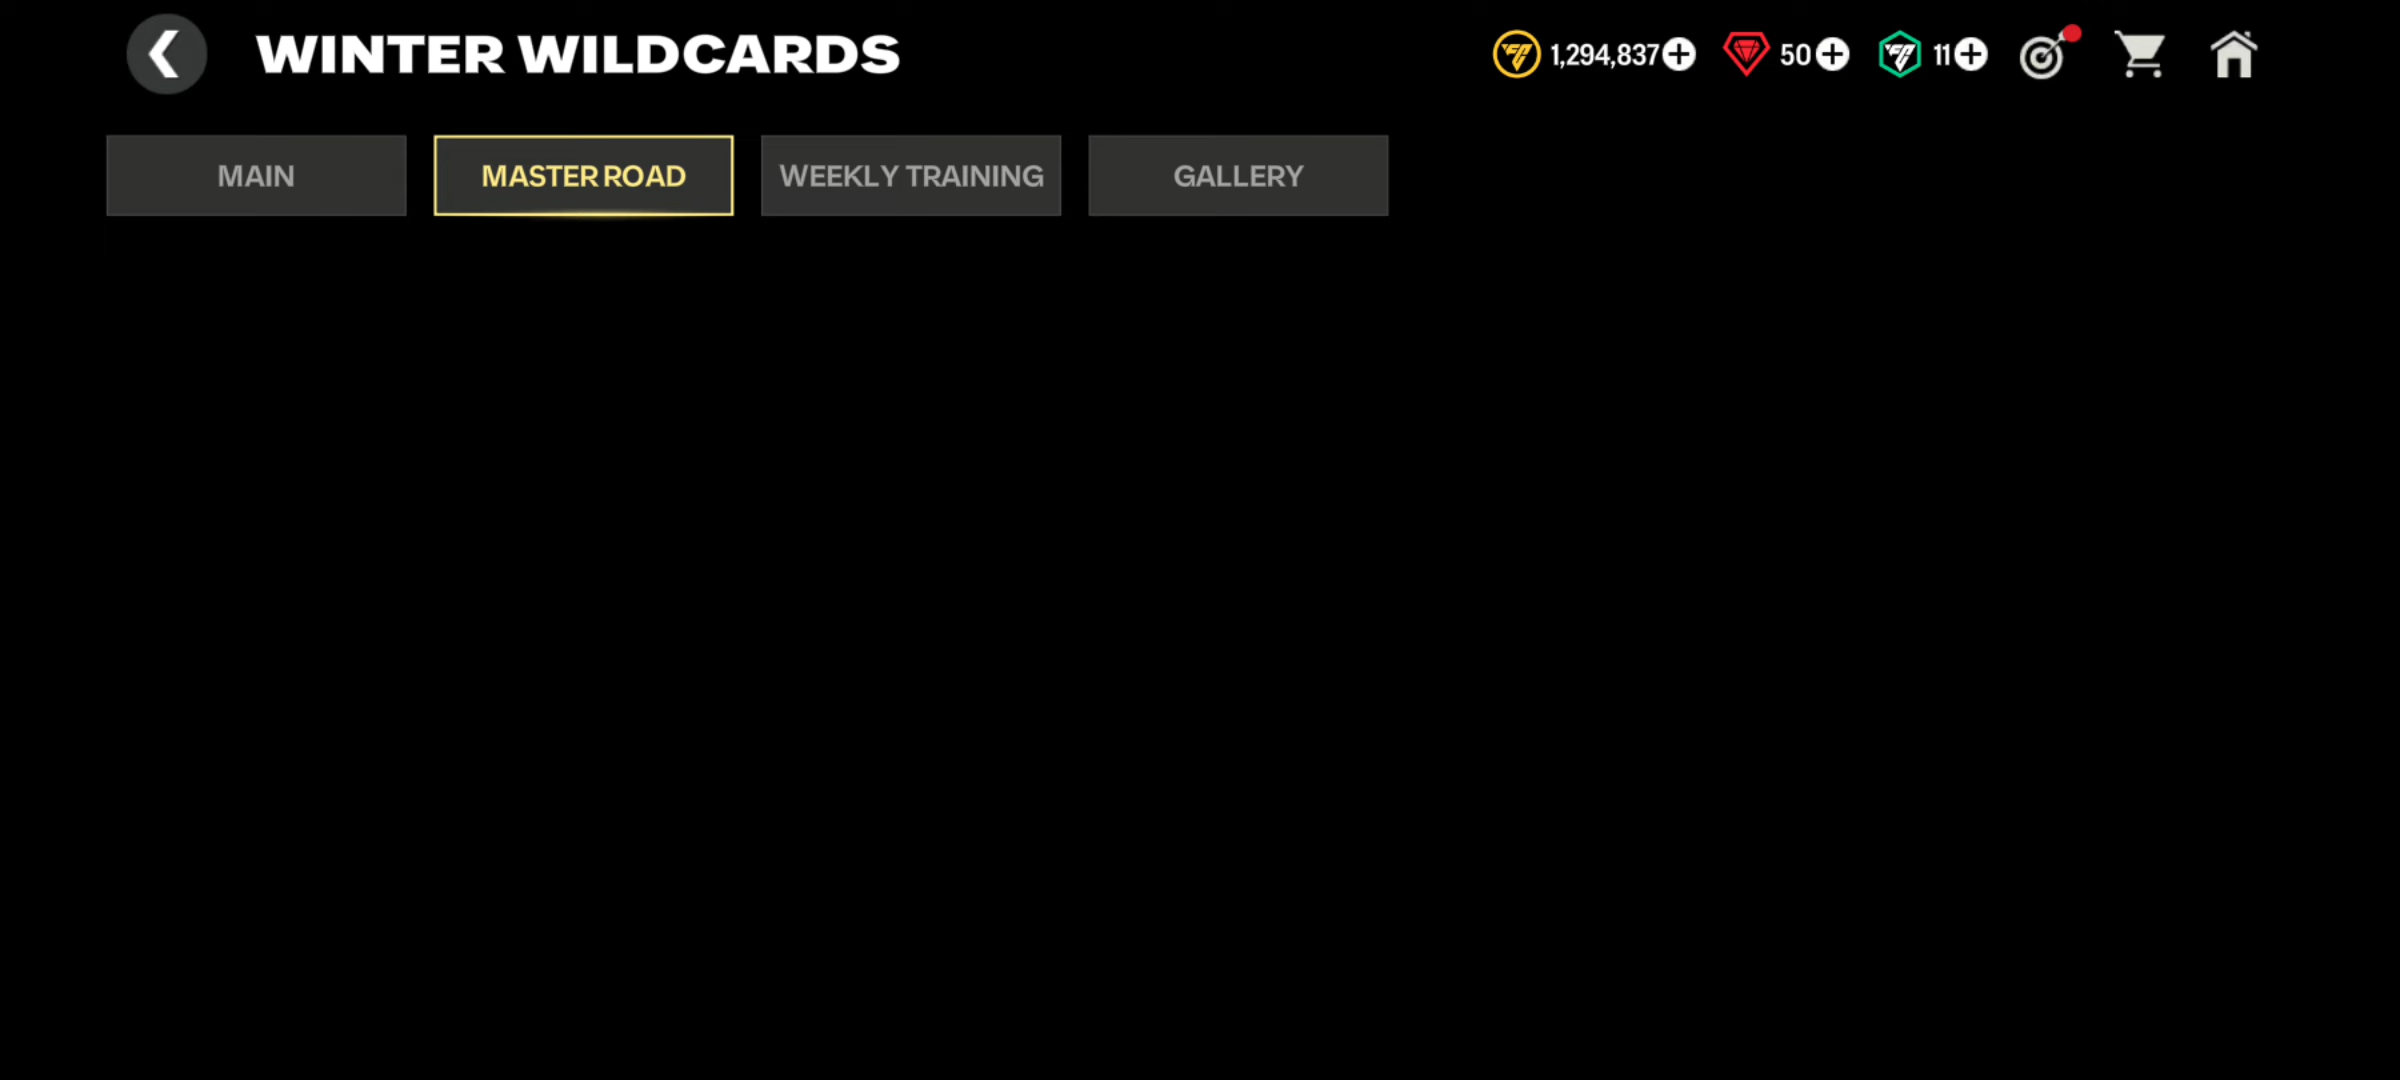 WINTER WILDCARDS
1,294,837
50
11
MAIN
MASTER ROAD
WEEKLY TRAINING
GALLERY